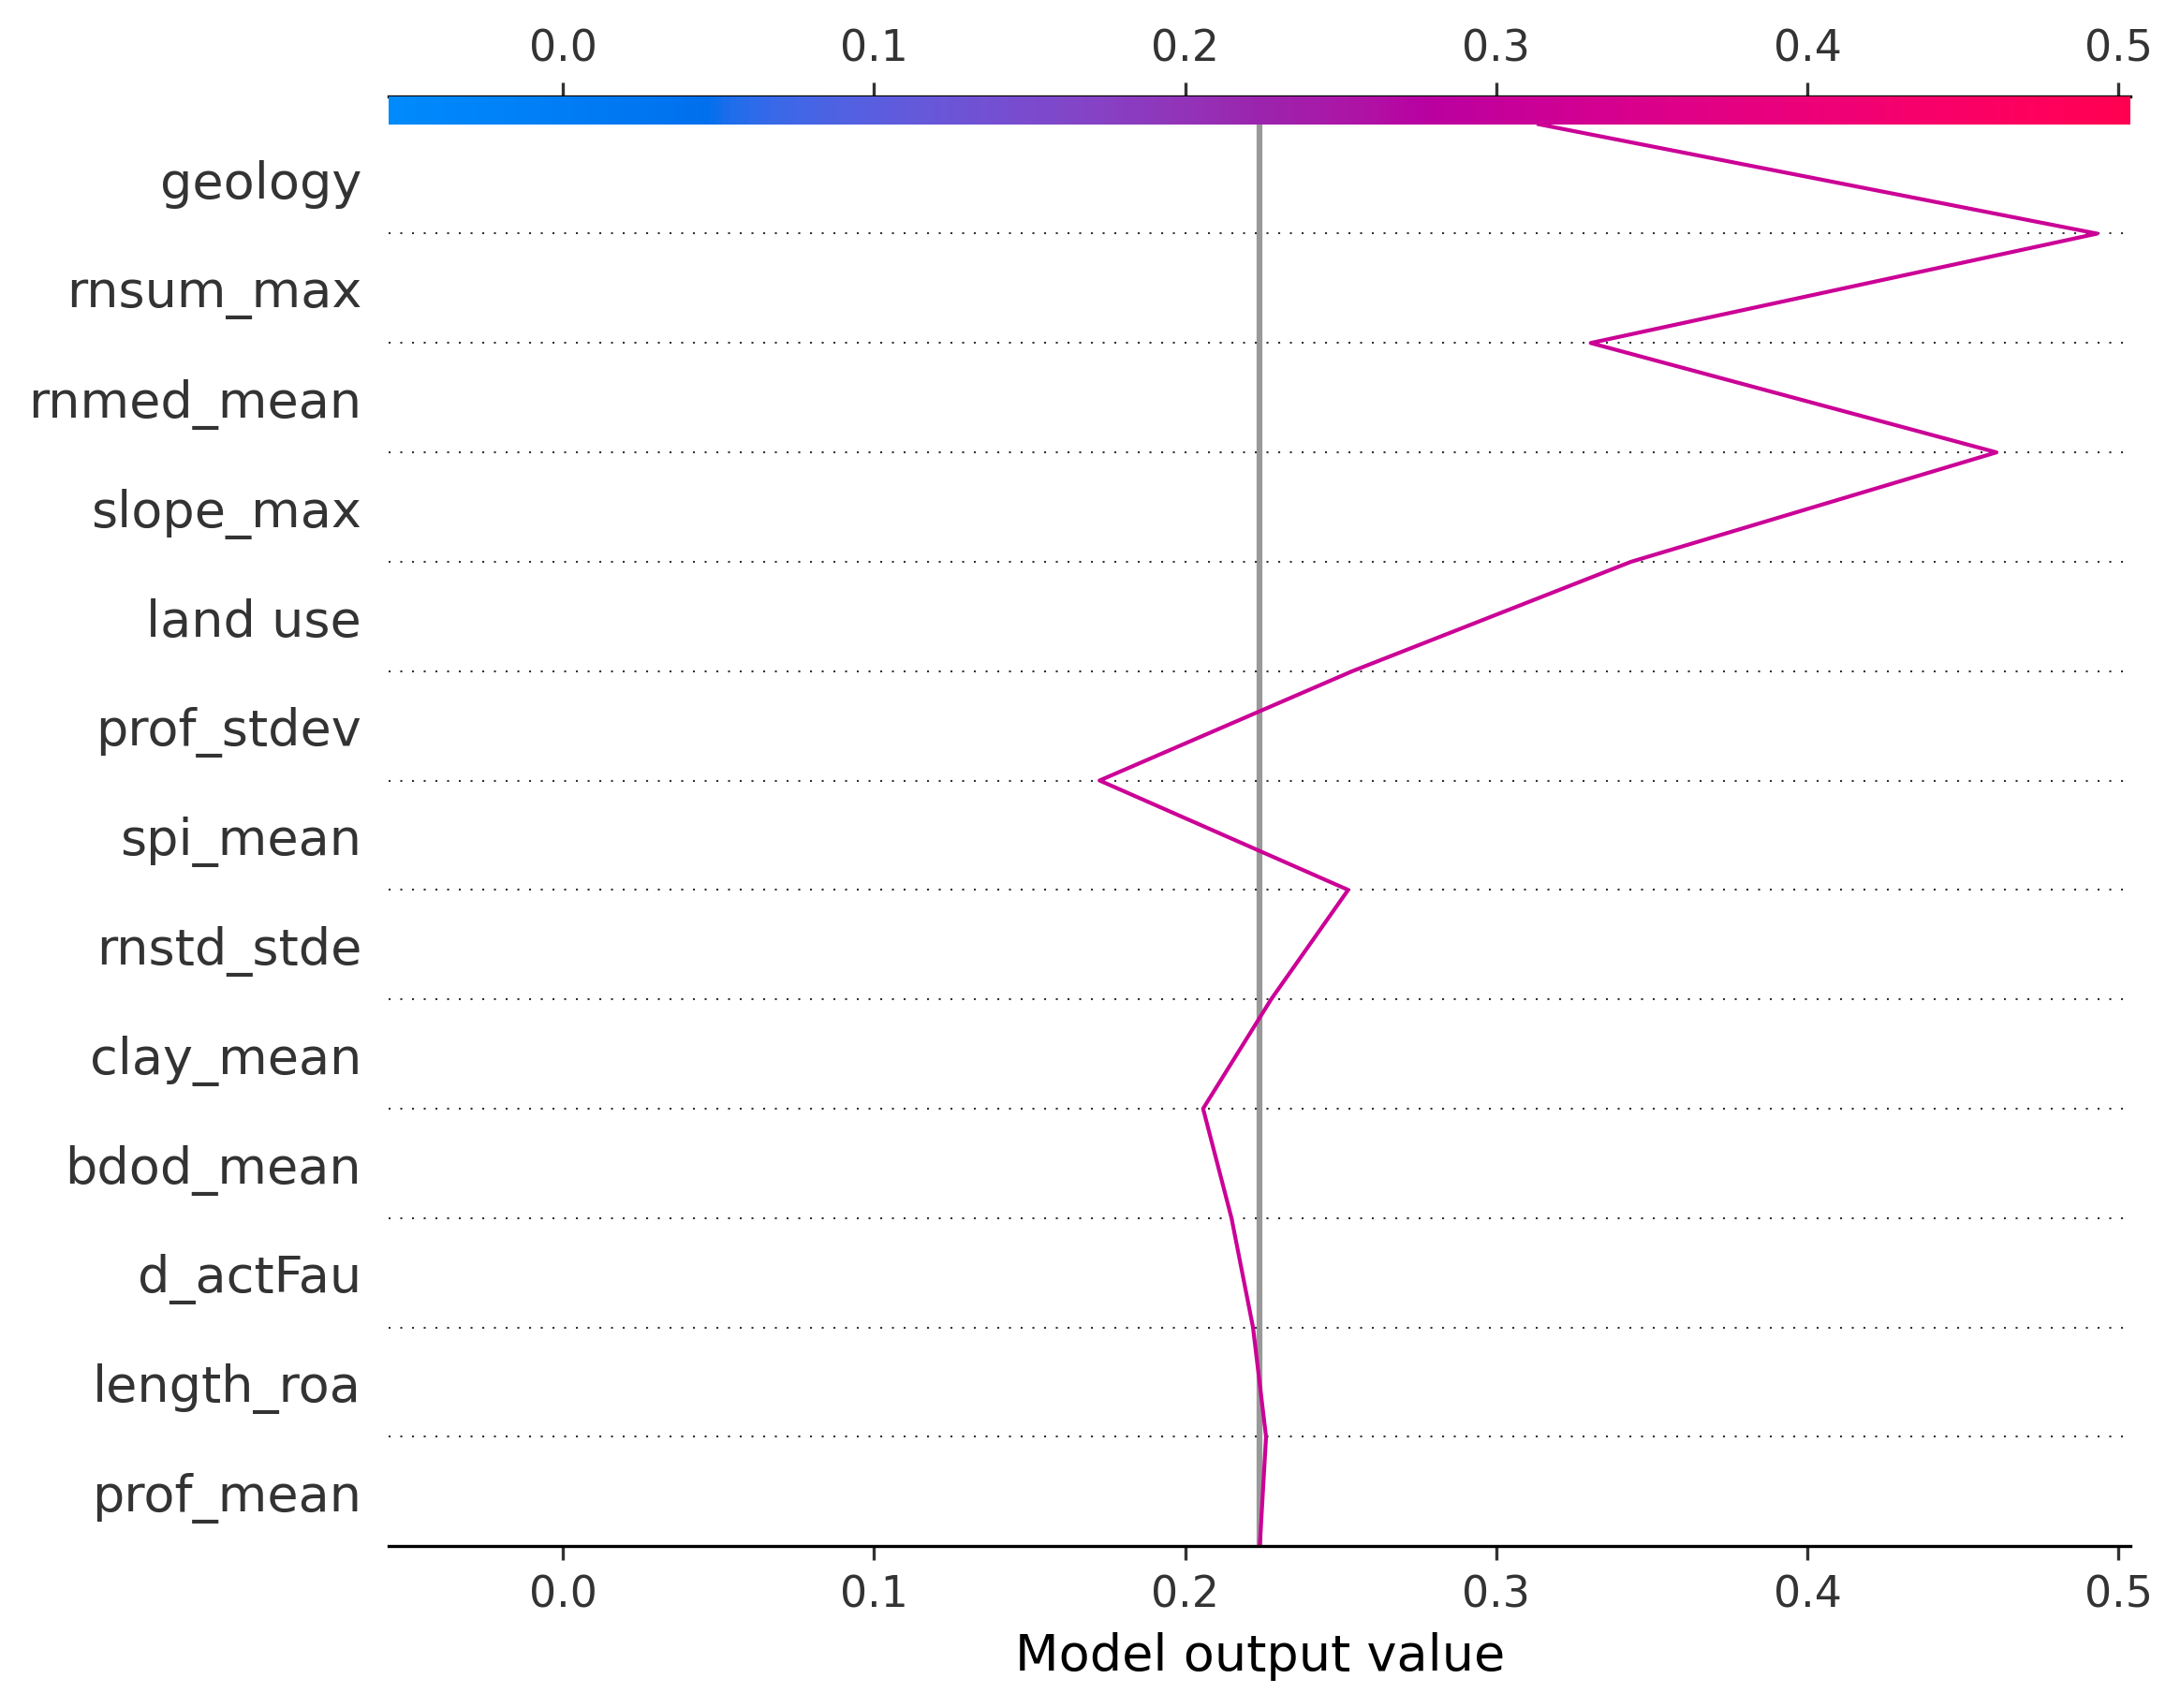 0.0 0.1 0.2 0.3 0.4 0.5
geology
rnsum_max
rnmed_mean
slope_max
land use
prof_stdev
spi_mean
rnstd_stde
clay_mean
bdod_mean
d_actFau
length_roa
prof_mean
0.0 0.1 0.2 0.3 0.4 0.5
Model output value